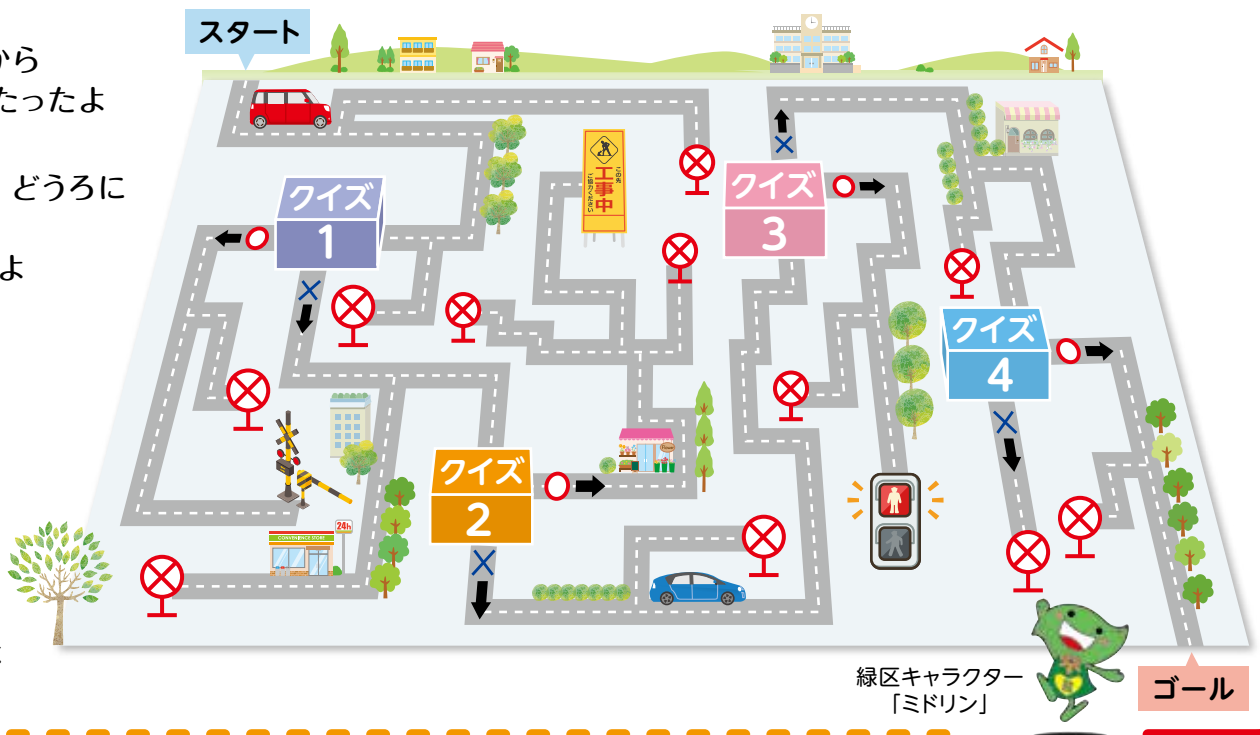 から
たったよ
どうろに
よ
スタート
クイズ
1
クイズ
2
クイズ
3
クイズ
4
工事中
CONVENIENCE STORE
24h
緑区キャラクター
「ミドリン」
ゴール